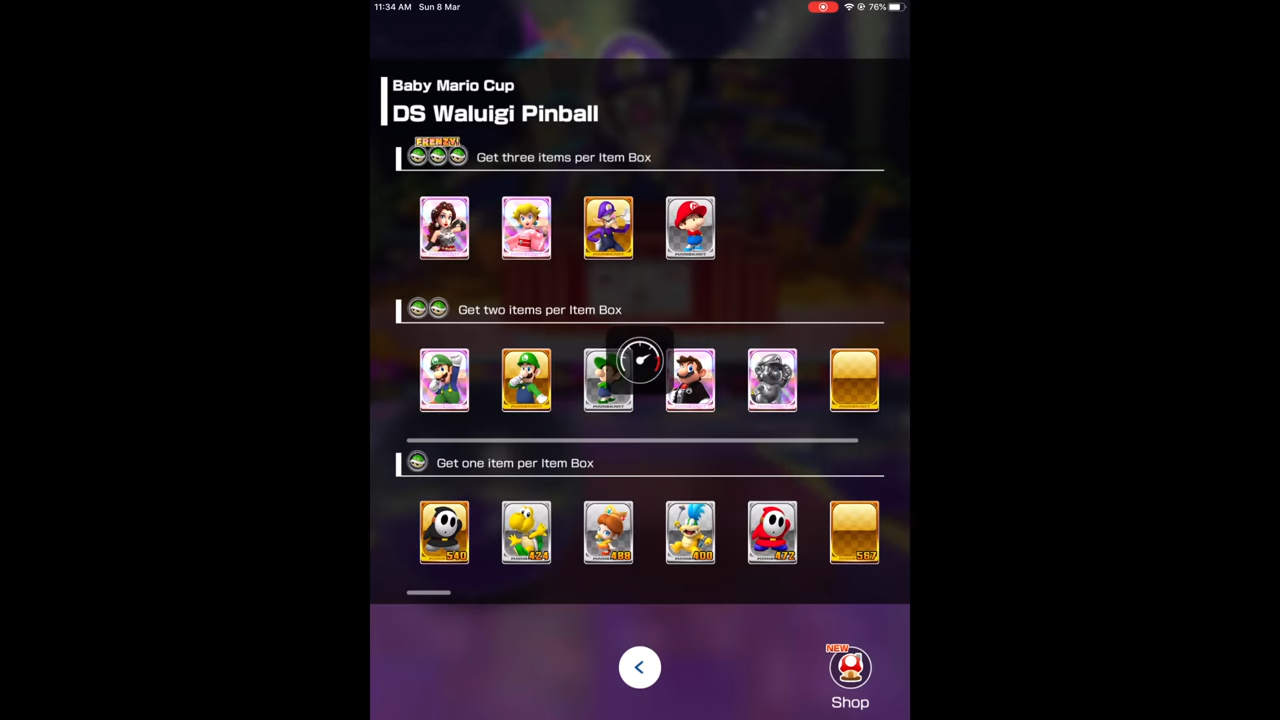 11:34 AM Sun 8 Mar 76%
Baby Mario Cup
DS Waluigi Pinball
FRENZY!
Get three items per Item Box
Get two items per Item Box
Get one item per Item Box
540 424 488 400 472 567
NEW
Shop